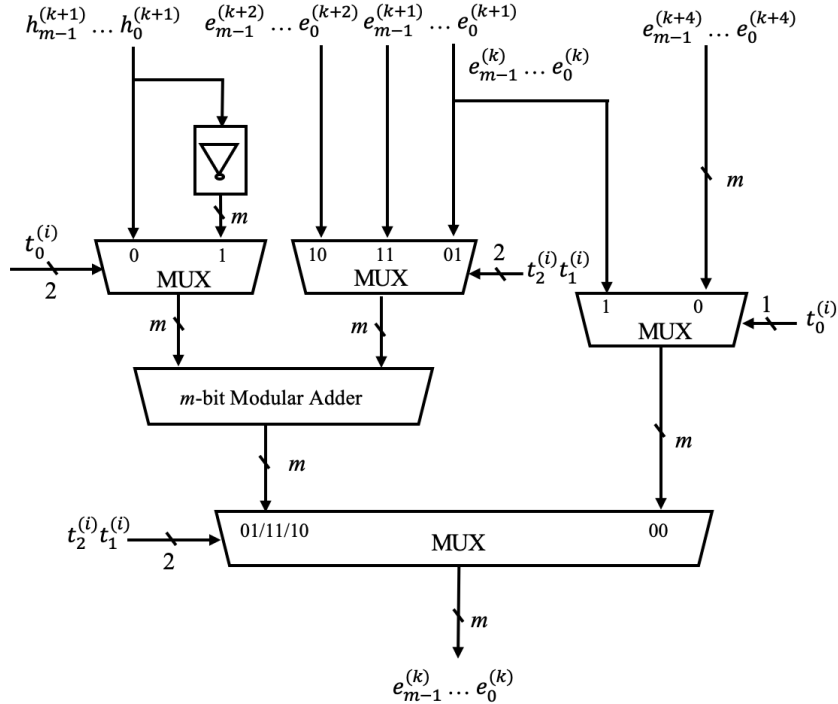 h_{m-1}^{(k+1)} … h_0^{(k+1)} e_{m-1}^{(k+2)} … e_0^{(k+2)} e_{m-1}^{(k+1)} … e_0^{(k+1)} e_{m-1}^{(k+4)} … e_0^{(k+4)}
e_{m-1}^{(k)} … e_0^{(k)}
m
m
t_0^{(i)}
2
0 1
MUX
10 11 01
MUX
2
t_2^{(i)} t_1^{(i)}
1 0
MUX
1
t_0^{(i)}
m
m
m-bit Modular Adder
m
m
t_2^{(i)} t_1^{(i)}
2
01/11/10 00
MUX
m
e_{m-1}^{(k)} … e_0^{(k)}